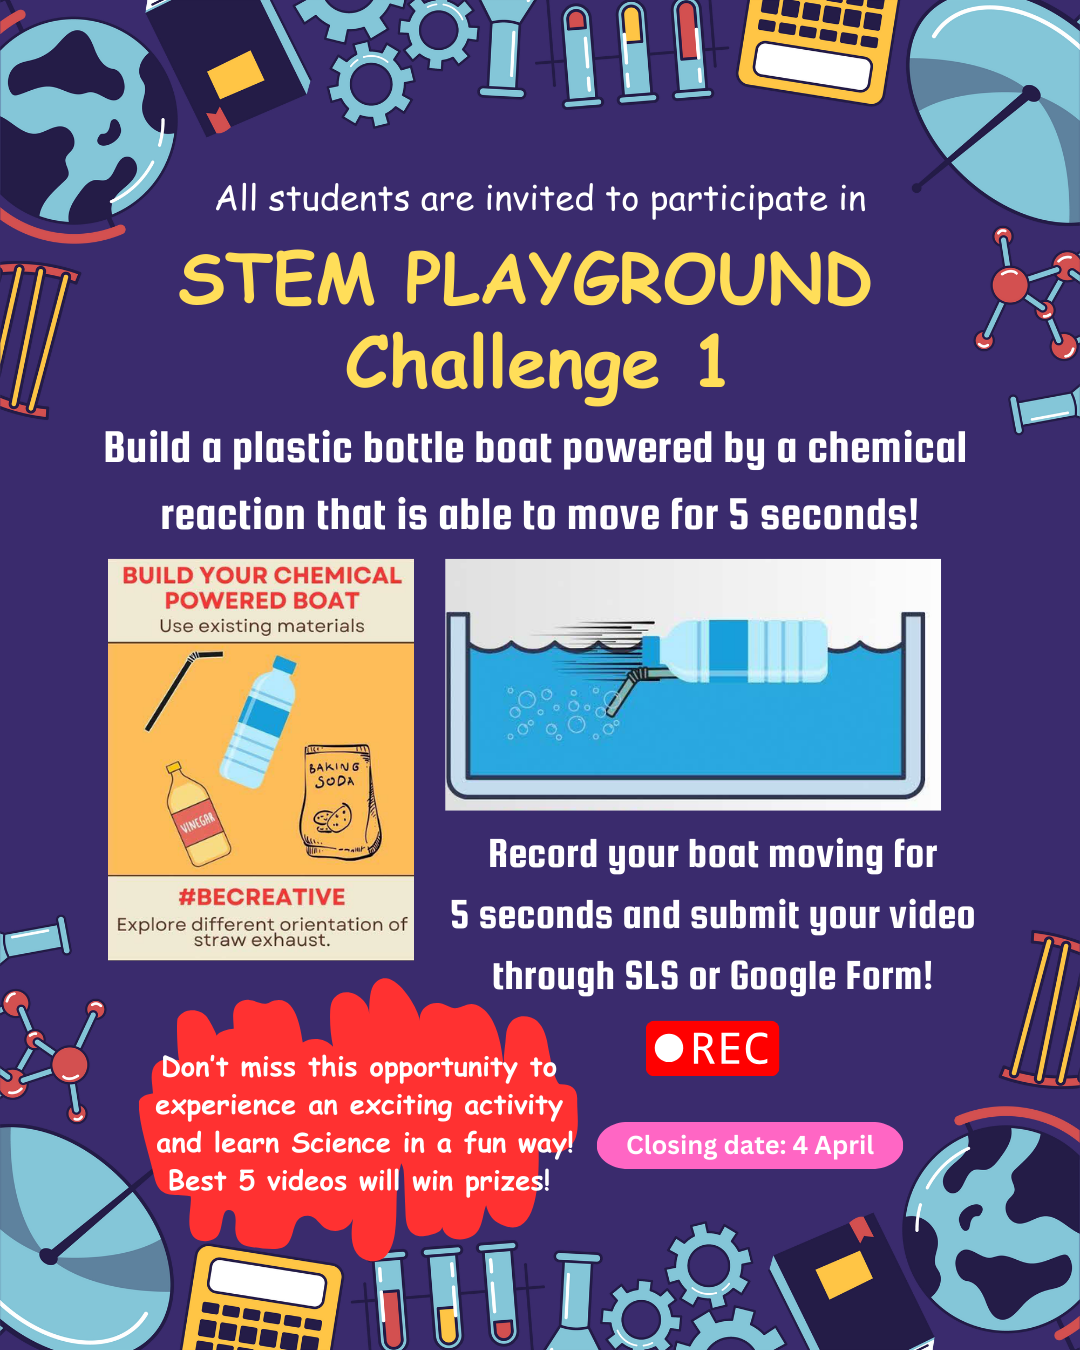 All students are invited to participate in
STEM PLAYGROUND
Challenge 1
Build a plastic bottle boat powered by a chemical
reaction that is able to move for 5 seconds!
BUILD YOUR CHEMICAL
POWERED BOAT
Use existing materials
BAKING
SODA
VINEGAR
#BECREATIVE
Explore different orientation of
straw exhaust.
Record your boat moving for
5 seconds and submit your video
through SLS or Google Form!
REC
Don't miss this opportunity to
experience an exciting activity
and learn Science in a fun way!
Best 5 videos will win prizes!
Closing date: 4 April